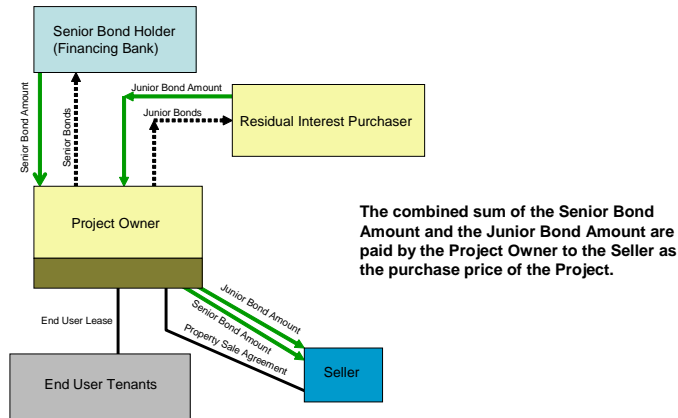 Senior Bond Holder
(Financing Bank)
Senior Bond Amount
Senior Bonds
Junior Bond Amount
Junior Bonds
Residual Interest Purchaser
Project Owner
The combined sum of the Senior Bond
Amount and the Junior Bond Amount are
paid by the Project Owner to the Seller as
the purchase price of the Project.
End User Lease
Junior Bond Amount
Senior Bond Amount
Property Sale Agreement
End User Tenants
Seller